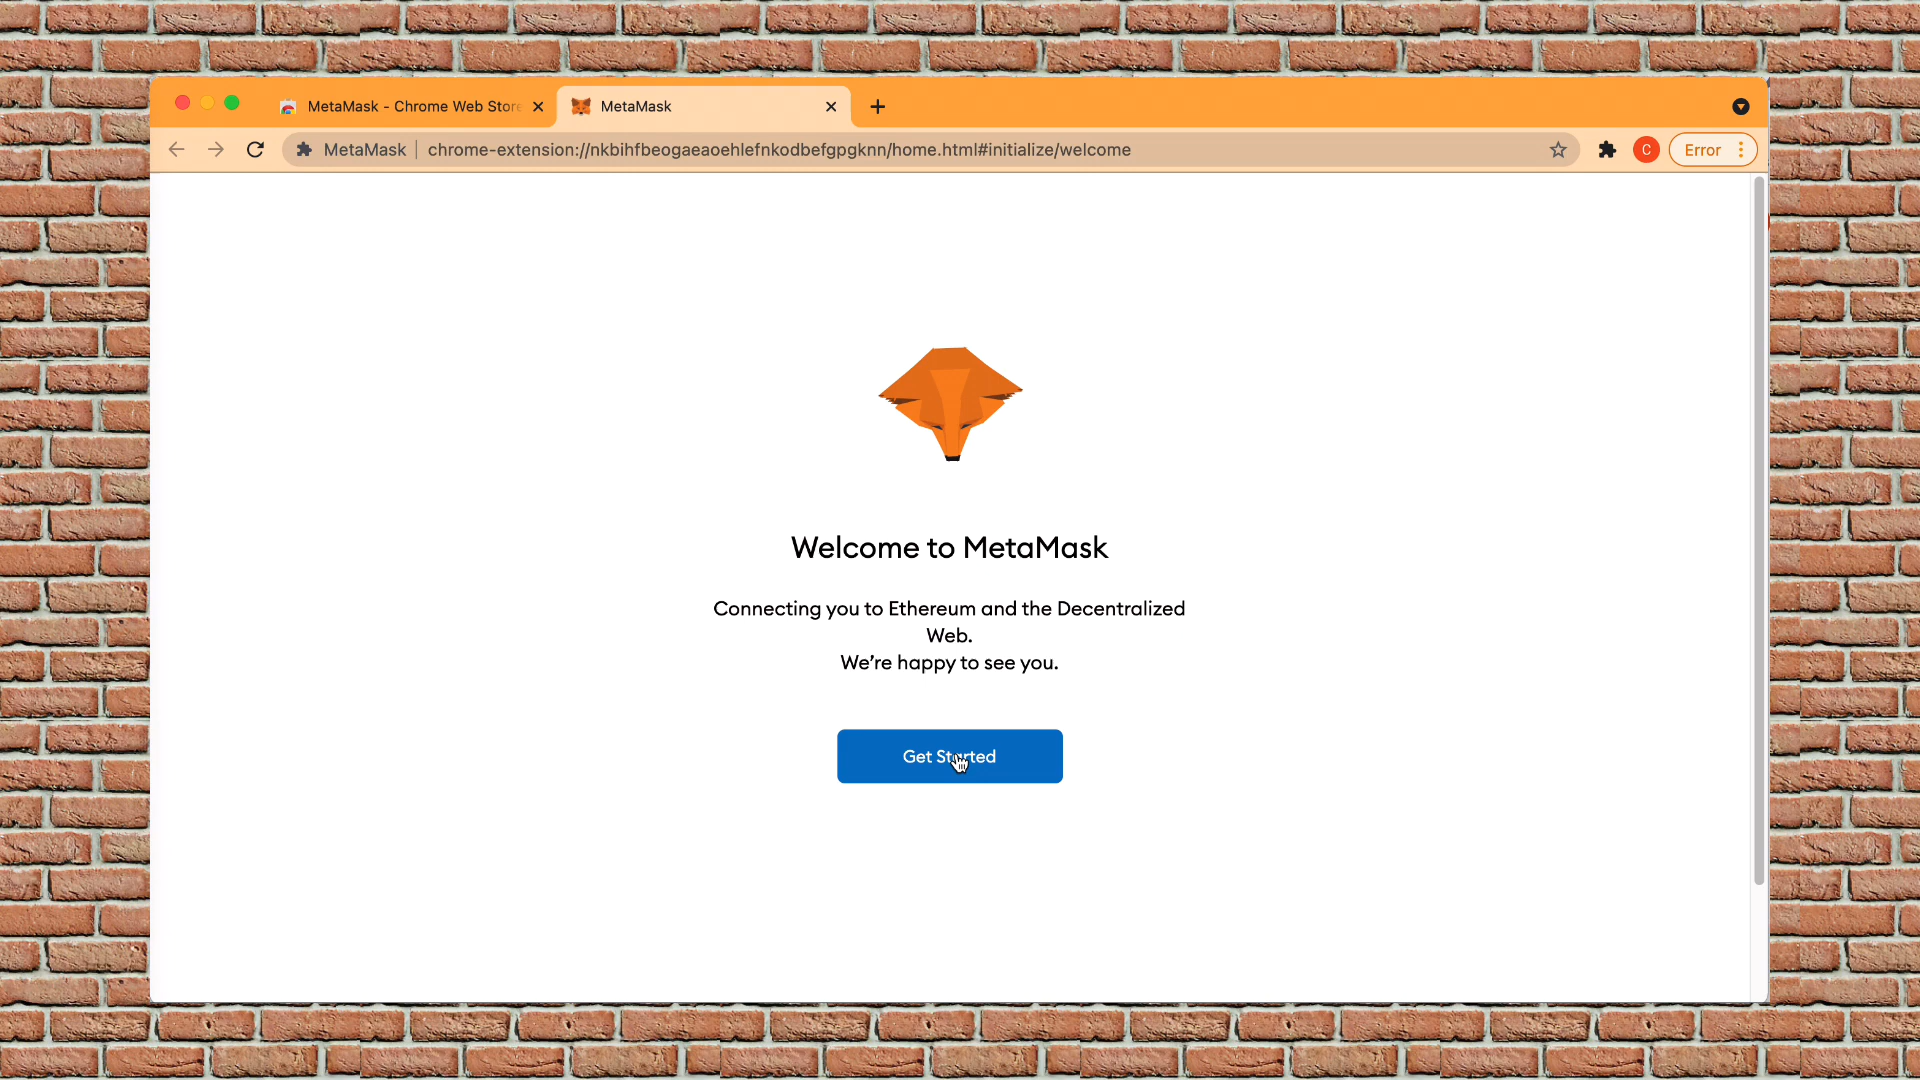 MetaMask - Chrome Web Store
MetaMask
MetaMask
chrome-extension://nkbihfbeogaeaoehlefnkodbefgpgknn/home.html#initialize/welcome
C
Error
Welcome to MetaMask
Connecting you to Ethereum and the Decentralized
Web.
We’re happy to see you.
Get Started